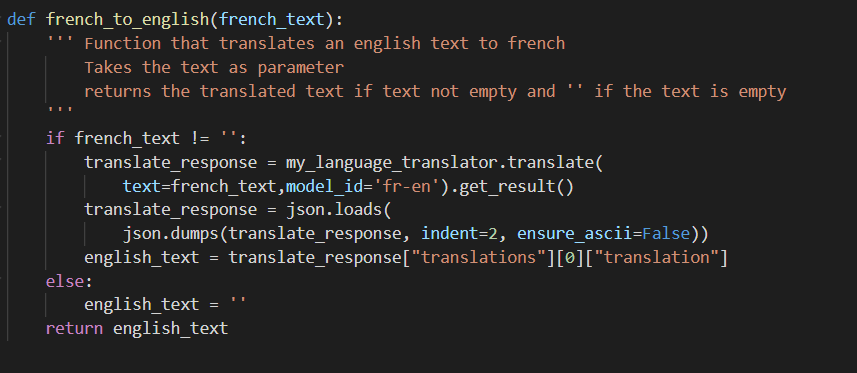 def french_to_english(french_text):
    ''' Function that translates an english text to french
        Takes the text as parameter
        returns the translated text if text not empty and '' if the text is empty
    '''
    if french_text != '':
        translate_response = my_language_translator.translate(
            text=french_text,model_id='fr-en').get_result()
        translate_response = json.loads(
            json.dumps(translate_response, indent=2, ensure_ascii=False))
        english_text = translate_response["translations"][0]["translation"]
    else:
        english_text = ''
    return english_text